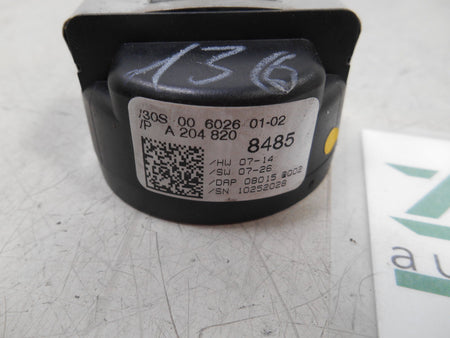 136
/30S 00 6026 01-02
/P A 204 820
8485
/HW 07-14
/SW 07-26
/DAP 08015 @002
/SN 10252028
au